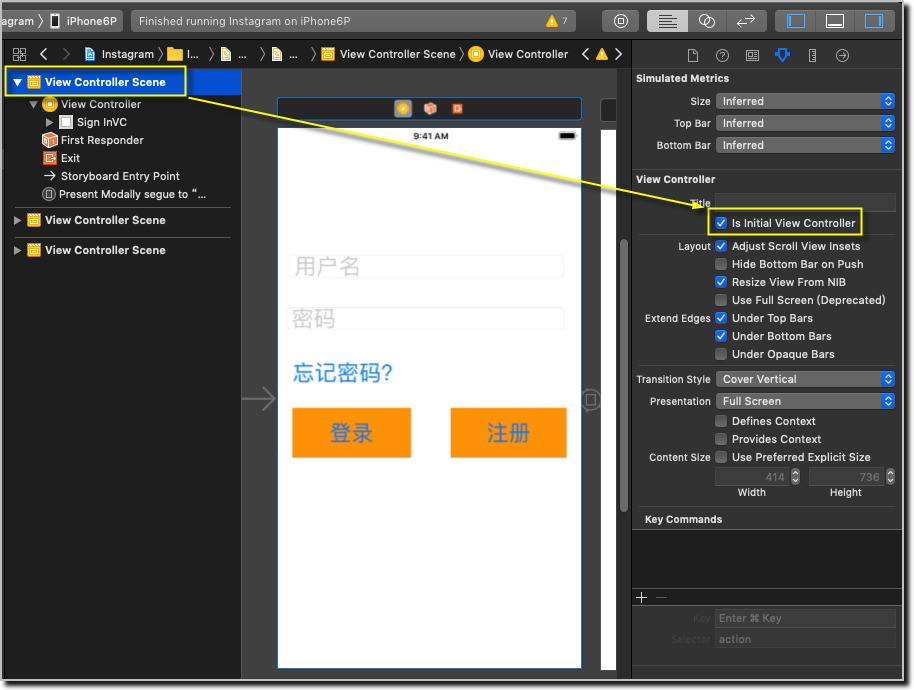 agram
iPhone6P
Finished running Instagram on iPhone6P
7
Instagram
I...
...
...
View Controller Scene
View Controller
View Controller Scene
View Controller
Sign InVC
First Responder
Exit
Storyboard Entry Point
Present Modally segue to “...
View Controller Scene
View Controller Scene
9:41 AM
用户名
密码
忘记密码?
登录
注册
Simulated Metrics
Size Inferred
Top Bar Inferred
Bottom Bar Inferred
View Controller
Title
Is Initial View Controller
Layout Adjust Scroll View Insets
Hide Bottom Bar on Push
Resize View From NIB
Use Full Screen (Deprecated)
Extend Edges Under Top Bars
Under Bottom Bars
Under Opaque Bars
Transition Style Cover Vertical
Presentation Full Screen
Defines Context
Provides Context
Content Size Use Preferred Explicit Size
414 736
Width Height
Key Commands
Key Enter ⌘ Key
Selector action